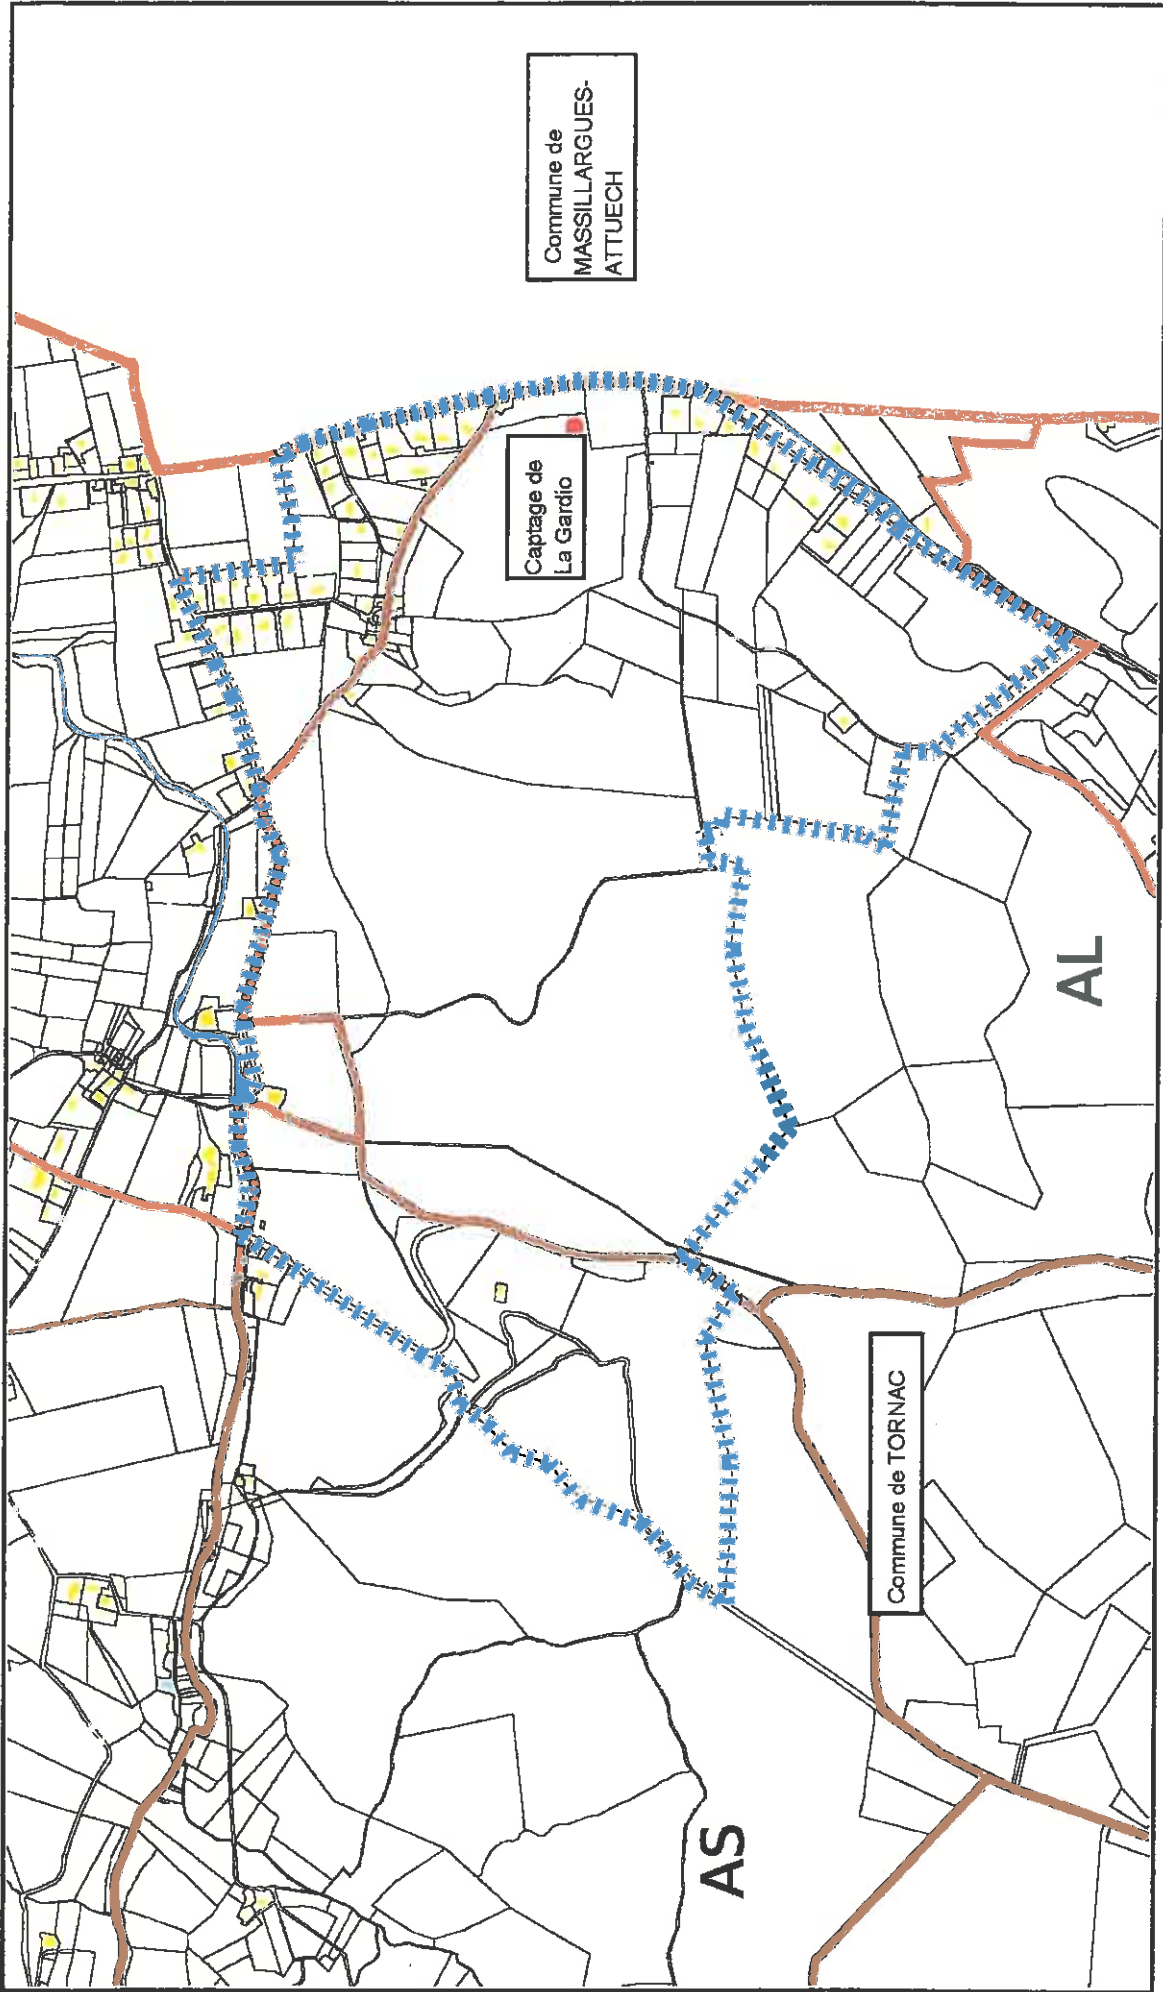 Commune de
MASSILLARGUES-
ATTUECH
Captage de
La Gardio
AL
Commune de TORNAC
AS